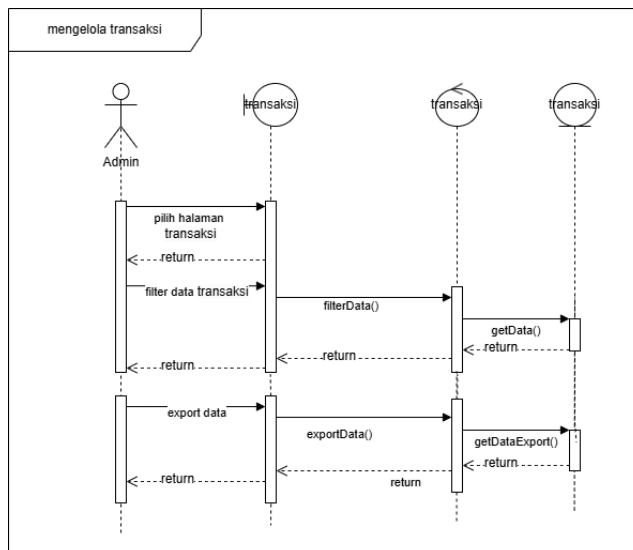 mengelola transaksi
transaksi
transaksi
transaksi
Admin
pilih halaman
transaksi
return
filter data transaksi
filterData()
getData()
return
return
return
export data
exportData()
getDataExport()
return
return
return